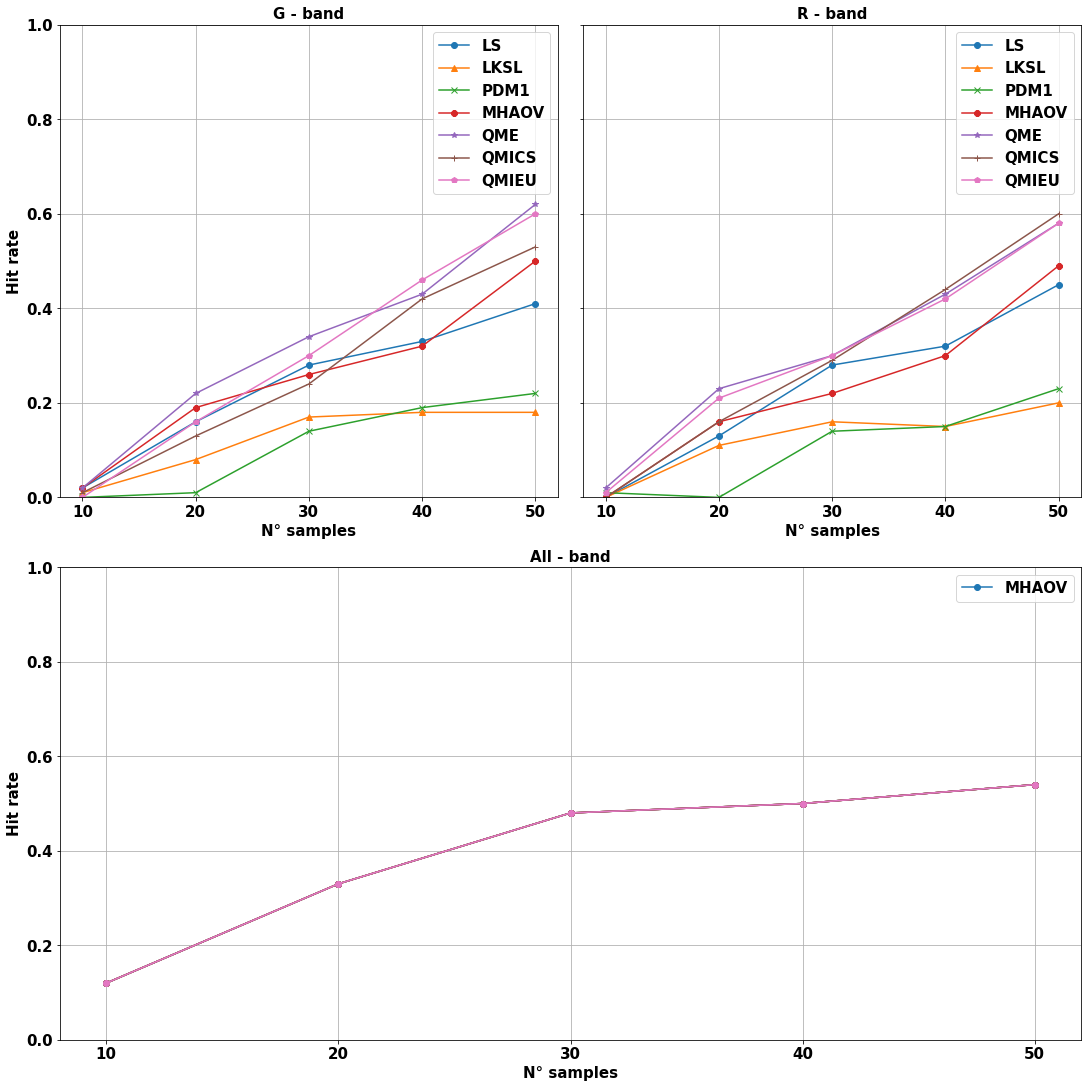 G - band
1.0
0.8
0.6
0.4
0.2
0.0
Hit rate
LS
LKSL
PDM1
MHAOV
QME
QMICS
QMIEU
10 20 30 40 50
N° samples
R - band
LS
LKSL
PDM1
MHAOV
QME
QMICS
QMIEU
10 20 30 40 50
N° samples
All - band
1.0
0.8
0.6
0.4
0.2
0.0
Hit rate
MHAOV
10 20 30 40 50
N° samples